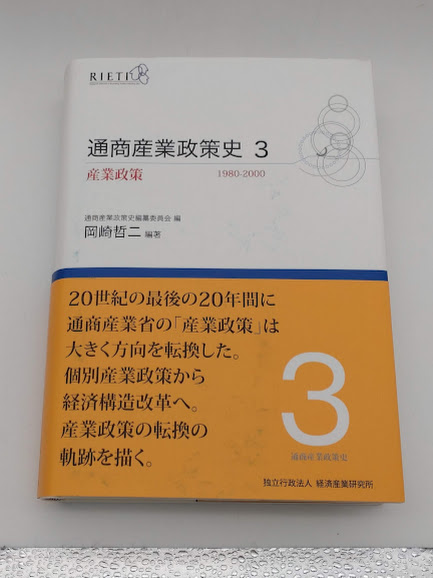 RIETI
通商産業政策史 3
産業政策 1980-2000
通商産業政策史編纂委員会 編
岡崎哲二 編著
20世紀の最後の20年間に
通商産業省の「産業政策」は
大きく方向を転換した。
個別産業政策から
経済構造改革へ。
産業政策の転換の
軌跡を描く。
3
通商産業政策史
独立行政法人 経済産業研究所